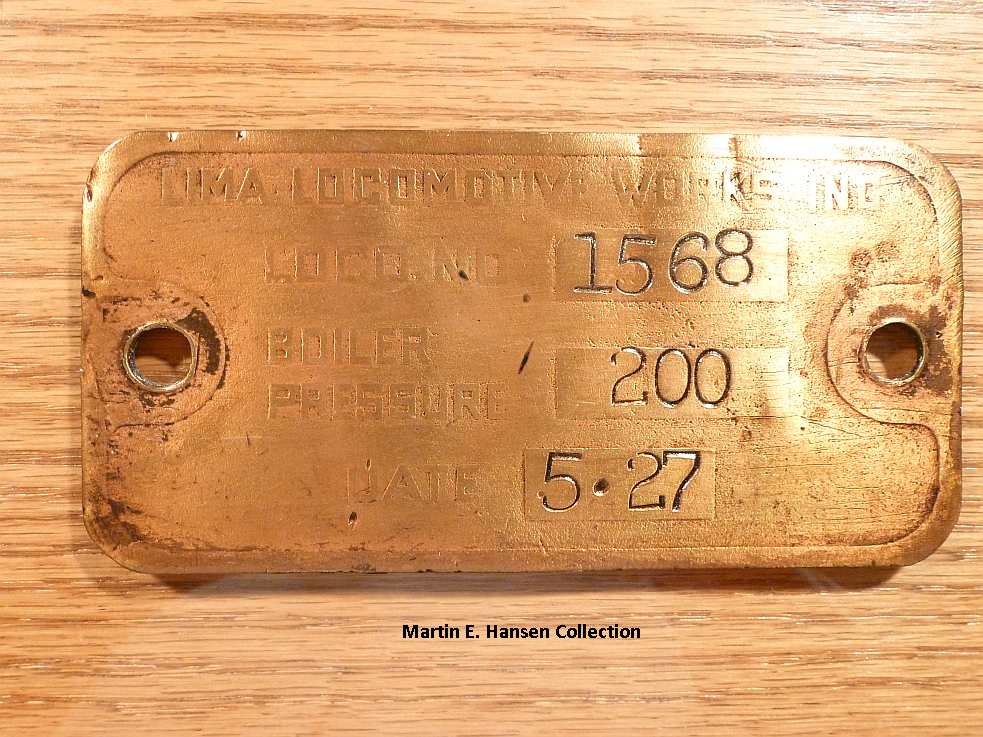 LIMA LOCOMOTIVE WORKS INC
LOCO. NO 1568
BOILER
PRESSURE 200
DATE 5·27
Martin E. Hansen Collection